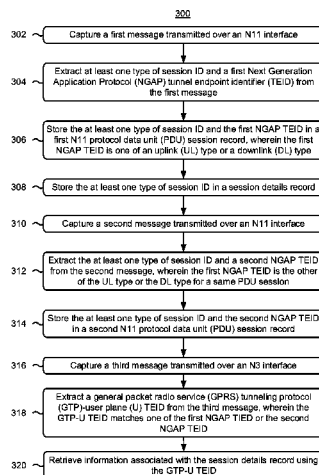 300
302
Capture a first message transmitted over an N11 interface
304
Extract at least one type of session ID and a first Next Generation
Application Protocol (NGAP) tunnel endpoint identifier (TEID) from
the first message
306
Store the at least one type of session ID and the first NGAP TEID in a
first N11 protocol data unit (PDU) session record, wherein the first
NGAP TEID is one of an uplink (UL) type or a downlink (DL) type
308
Store the at least one type of session ID in a session details record
310
Capture a second message transmitted over an N11 interface
312
Extract the at least one type of session ID and a second NGAP TEID
from the second message, wherein the first NGAP TEID is the other
of the UL type or the DL type for a same PDU session
314
Store the at least one type of session ID and the second NGAP TEID
in a second N11 protocol data unit (PDU) session record
316
Capture a third message transmitted over an N3 interface
318
Extract a general packet radio service (GPRS) tunneling protocol
(GTP)-user plane (U) TEID from the third message, wherein the
GTP-U TEID matches one of the first NGAP TIED or the second
NGAP TEID
320
Retrieve information associated with the session details record using
the GTP-U TEID